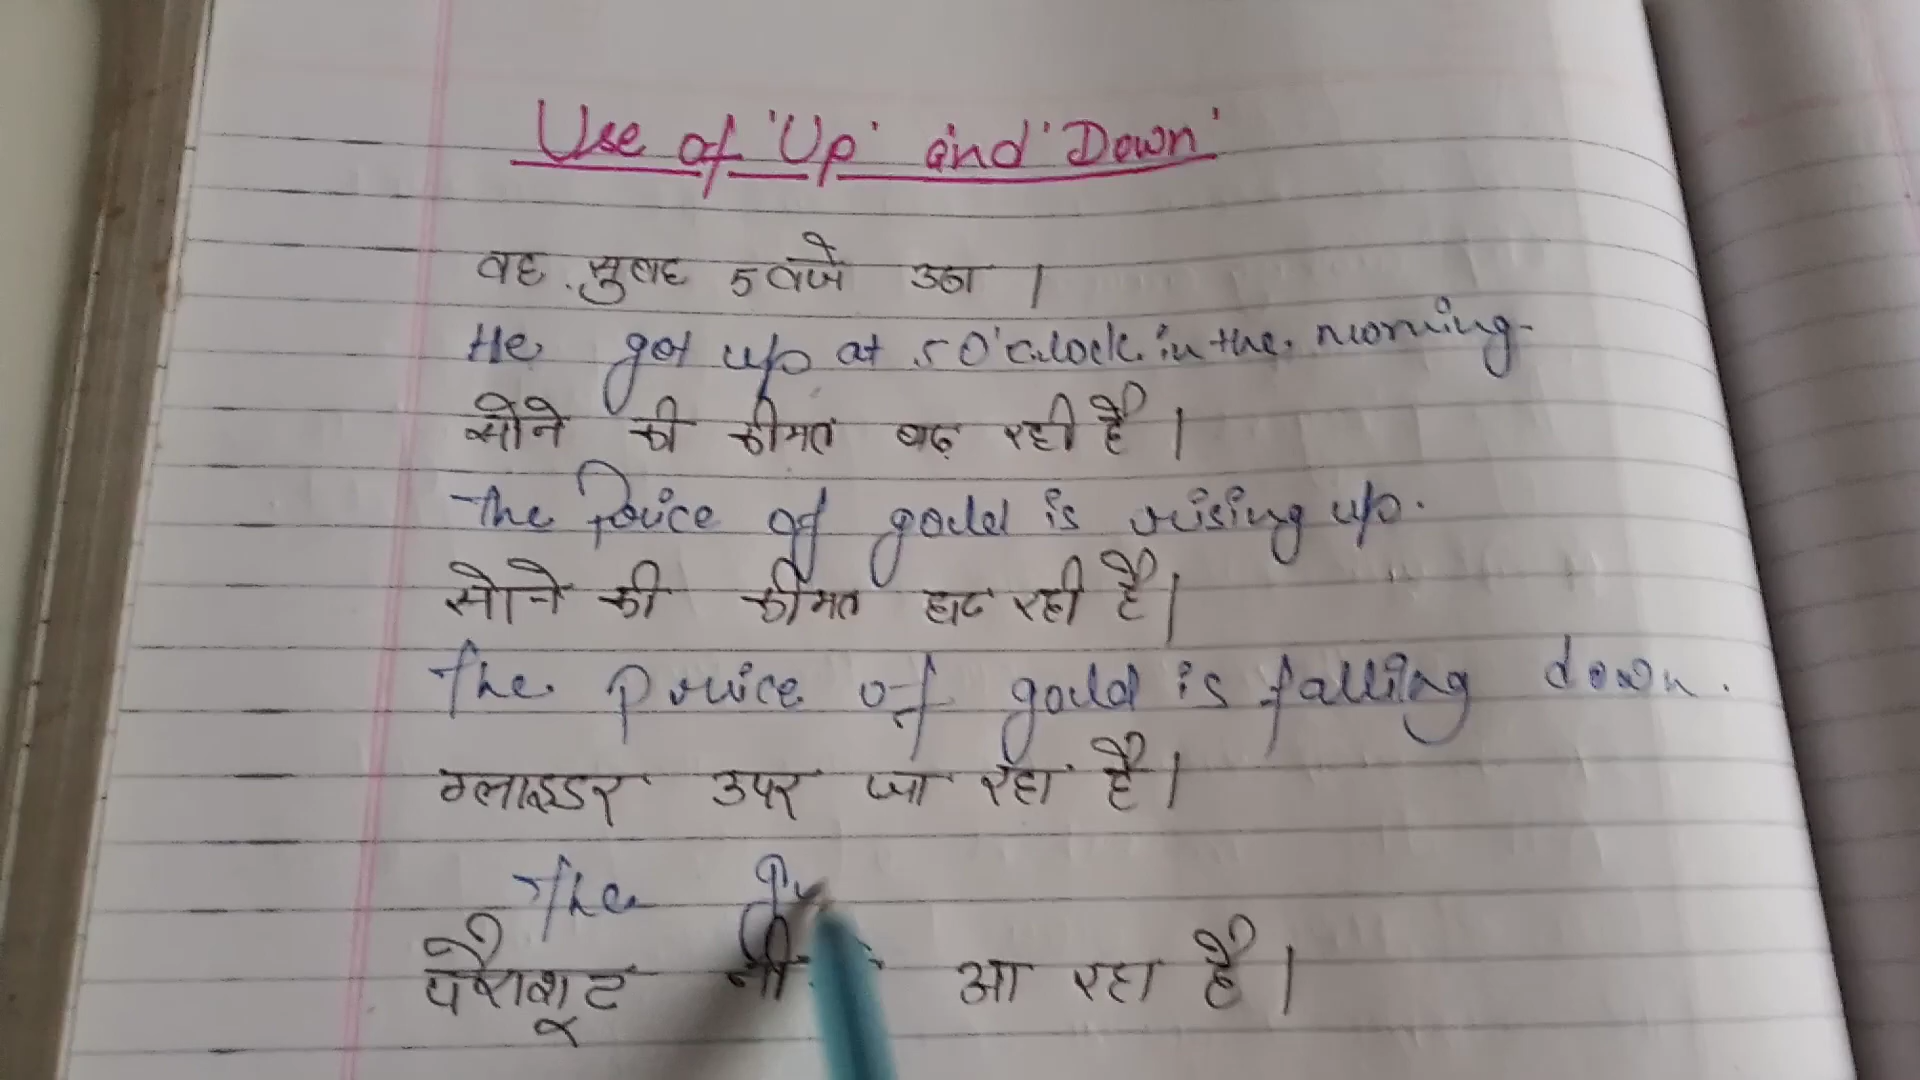 Use of 'Up' and 'Down'
वह सुबह 5 बजे उठा ।
He got up at 5 O'clock in the morning.
सोने की कीमत बढ़ रही है ।
The Price of gold is rising up.
सोने की कीमत घट रही है ।
The price of gold is falling down.
ग्लाइडर उपर जा रहा है ।
The
पैराशूट आ रहा है ।